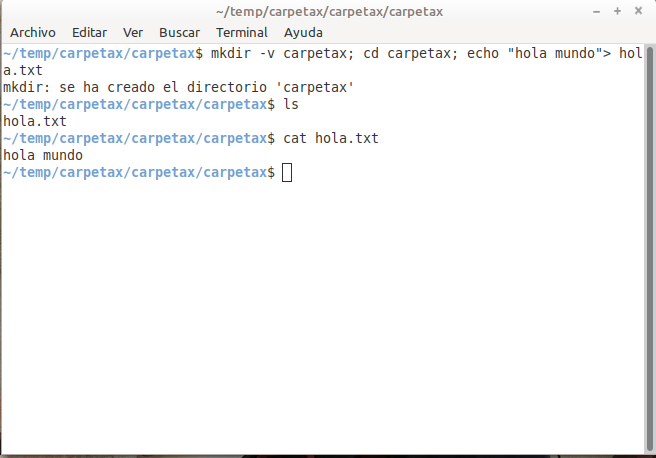 ~/temp/carpetax/carpetax/carpetax
Archivo Editar Ver Buscar Terminal Ayuda
~/temp/carpetax/carpetax$ mkdir -v carpetax; cd carpetax; echo "hola mundo"> hol
a.txt
mkdir: se ha creado el directorio 'carpetax'
~/temp/carpetax/carpetax/carpetax$ ls
hola.txt
~/temp/carpetax/carpetax/carpetax$ cat hola.txt
hola mundo
~/temp/carpetax/carpetax/carpetax$